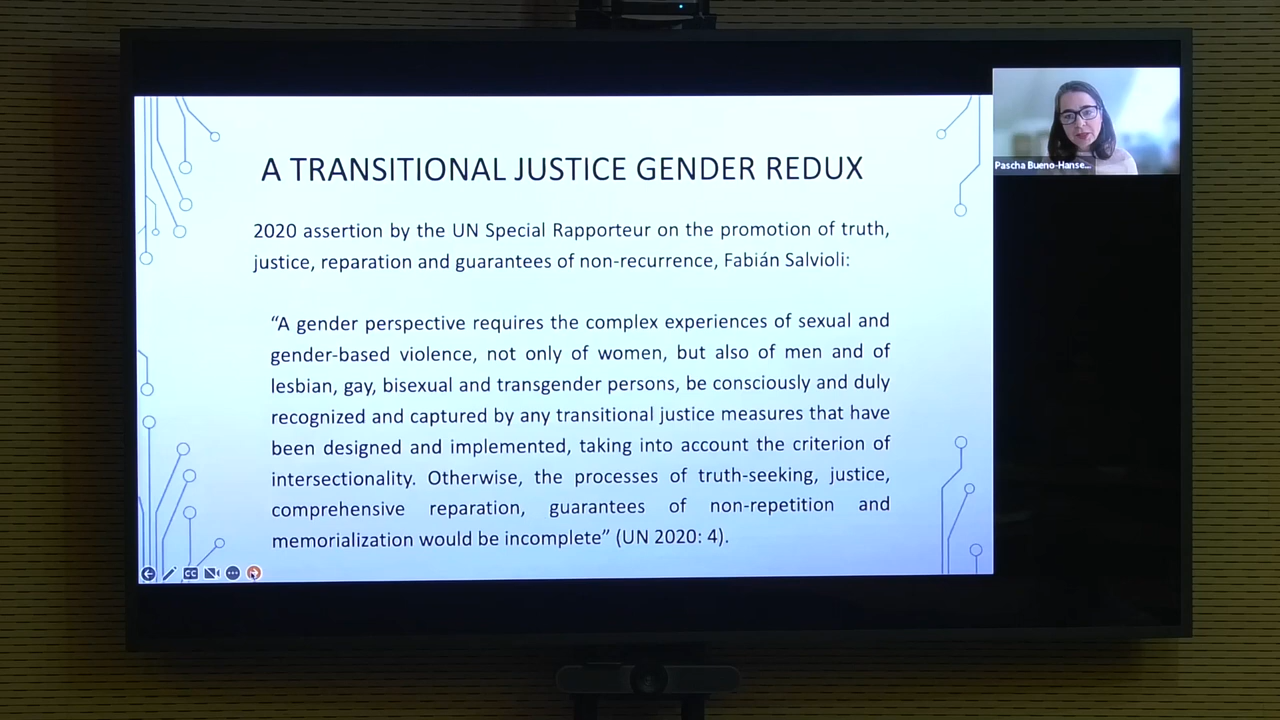 A TRANSITIONAL JUSTICE GENDER REDUX
2020 assertion by the UN Special Rapporteur on the promotion of truth,
justice, reparation and guarantees of non-recurrence, Fabián Salvioli:
“A gender perspective requires the complex experiences of sexual and
gender-based violence, not only of women, but also of men and of
lesbian, gay, bisexual and transgender persons, be consciously and duly
recognized and captured by any transitional justice measures that have
been designed and implemented, taking into account the criterion of
intersectionality. Otherwise, the processes of truth-seeking, justice,
comprehensive reparation, guarantees of non-repetition and
memorialization would be incomplete” (UN 2020: 4).
Pascha Bueno-Hanse...
CC